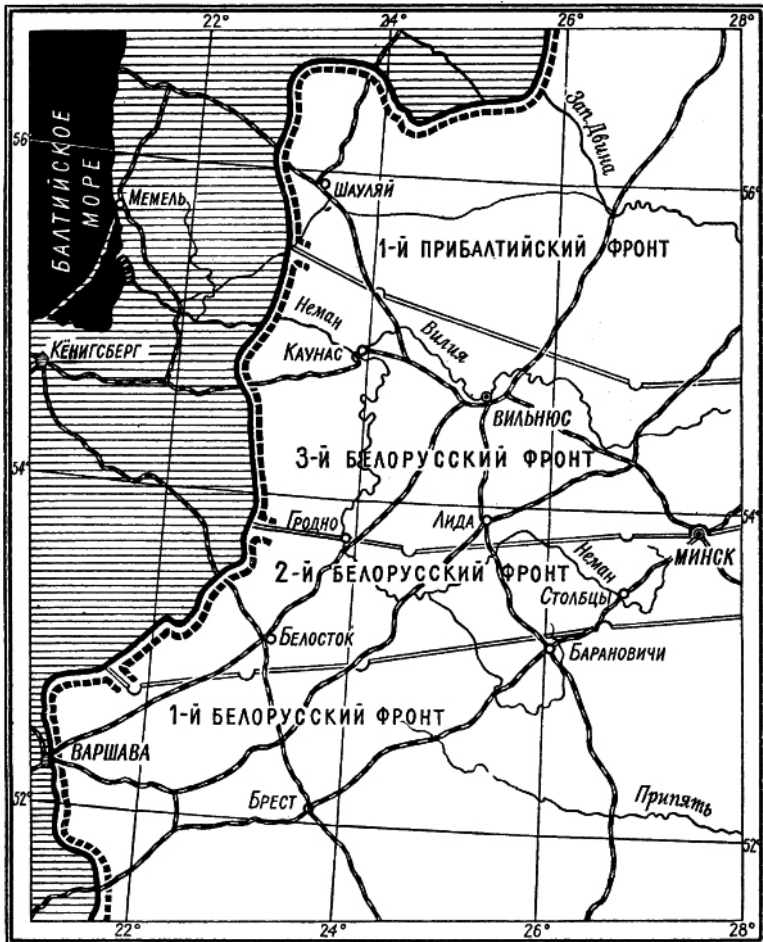 22°
24°
26°
28°
56°
БАЛТИЙСКОЕ
МОРЕ
Зап. Двина
Мемель
Шауляй
56°
1-й ПРИБАЛТИЙСКИЙ ФРОНТ
Неман
Вилия
Кёнигсберг
Каунас
ВИЛЬНЮС
54°
3-й БЕЛОРУССКИЙ ФРОНТ
Гродно
Лида
54°
МИНСК
2-й БЕЛОРУССКИЙ ФРОНТ
Неман
Столбцы
Белосток
Барановичи
1-й БЕЛОРУССКИЙ ФРОНТ
ВАРШАВА
52°
Брест
Припять
52°
22°
24°
26°
28°